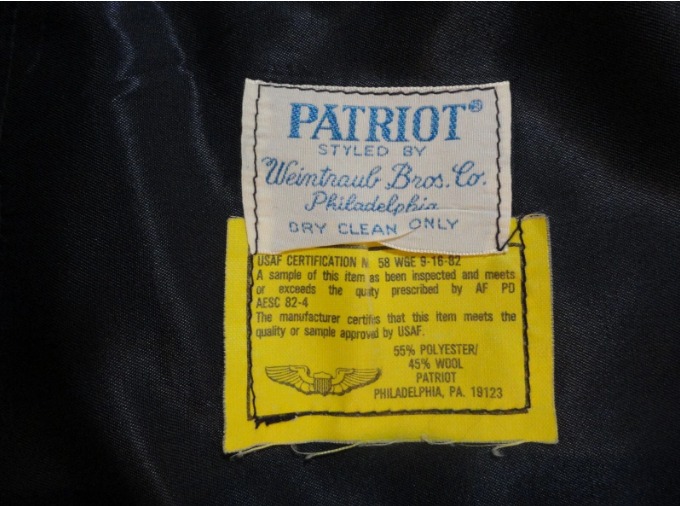 PATRIOT®
STYLED BY
Weintraub Bros. Co.
Philadelphia
DRY CLEAN ONLY
USAF CERTIFICATION N 58 WGE 9-16-82
A sample of this item as been inspected and meets
or exceeds the quity prescribed by AF PD
AESC 82-4
The manufacturer certifis that this item meets the
quality or sample approvd by USAF.
55% POLYESTER/
45% WOOL
PATRIOT
PHILADELPHIA, PA. 19123